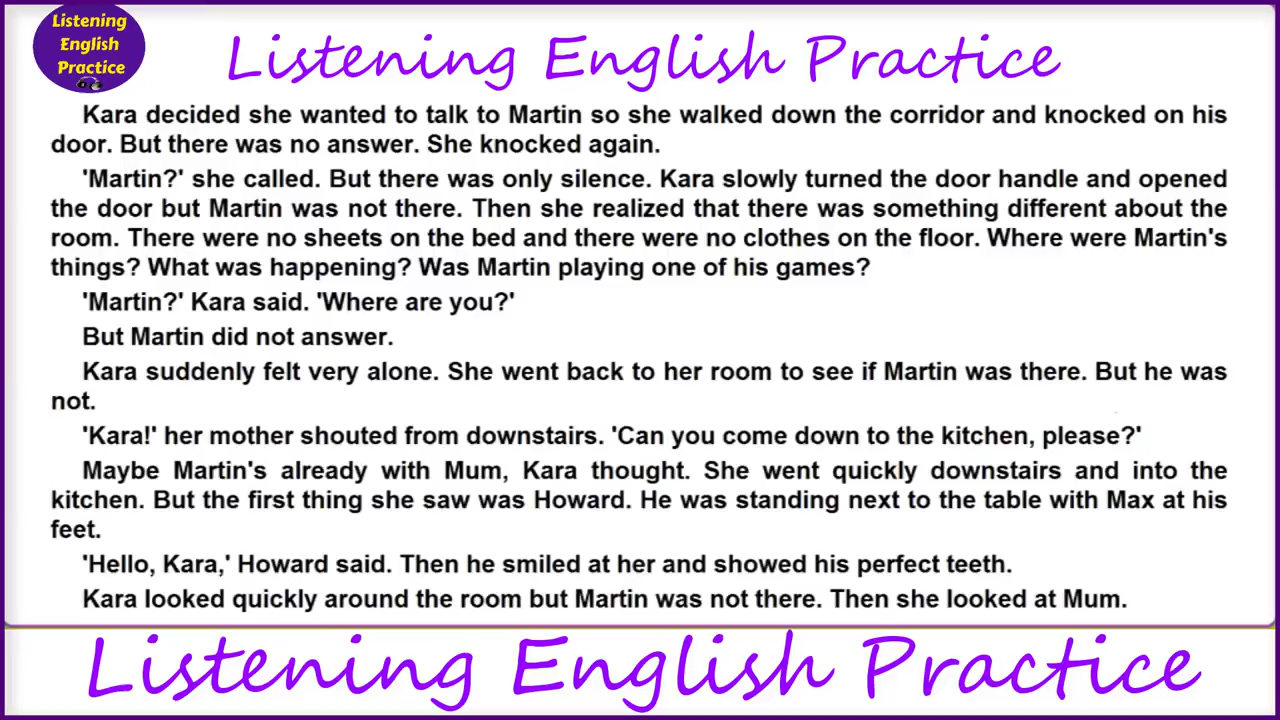 Listening
English
Practice
Listening English Practice
Kara decided she wanted to talk to Martin so she walked down the corridor and knocked on his
door. But there was no answer. She knocked again.
'Martin?' she called. But there was only silence. Kara slowly turned the door handle and opened
the door but Martin was not there. Then she realized that there was something different about the
room. There were no sheets on the bed and there were no clothes on the floor. Where were Martin's
things? What was happening? Was Martin playing one of his games?
'Martin?' Kara said. 'Where are you?'
But Martin did not answer.
Kara suddenly felt very alone. She went back to her room to see if Martin was there. But he was
not.
'Kara!' her mother shouted from downstairs. 'Can you come down to the kitchen, please?'
Maybe Martin's already with Mum, Kara thought. She went quickly downstairs and into the
kitchen. But the first thing she saw was Howard. He was standing next to the table with Max at his
feet.
'Hello, Kara,' Howard said. Then he smiled at her and showed his perfect teeth.
Kara looked quickly around the room but Martin was not there. Then she looked at Mum.
Listening English Practice